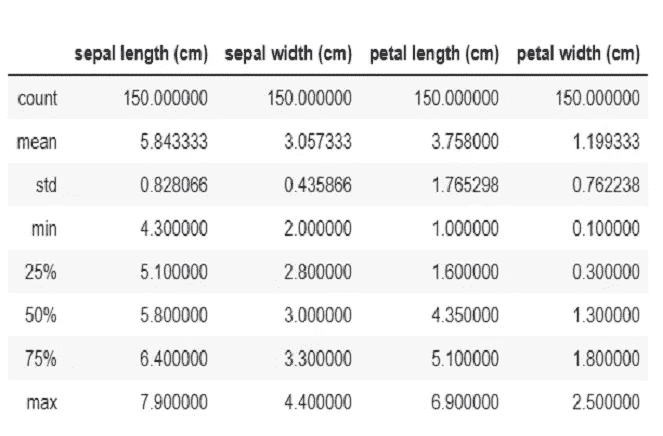 sepal length (cm) sepal width (cm) petal length (cm) petal width (cm)
count 150.000000 150.000000 150.000000 150.000000
mean 5.843333 3.057333 3.758000 1.199333
std 0.828066 0.435866 1.765298 0.762238
min 4.300000 2.000000 1.000000 0.100000
25% 5.100000 2.800000 1.600000 0.300000
50% 5.800000 3.000000 4.350000 1.300000
75% 6.400000 3.300000 5.100000 1.800000
max 7.900000 4.400000 6.900000 2.500000